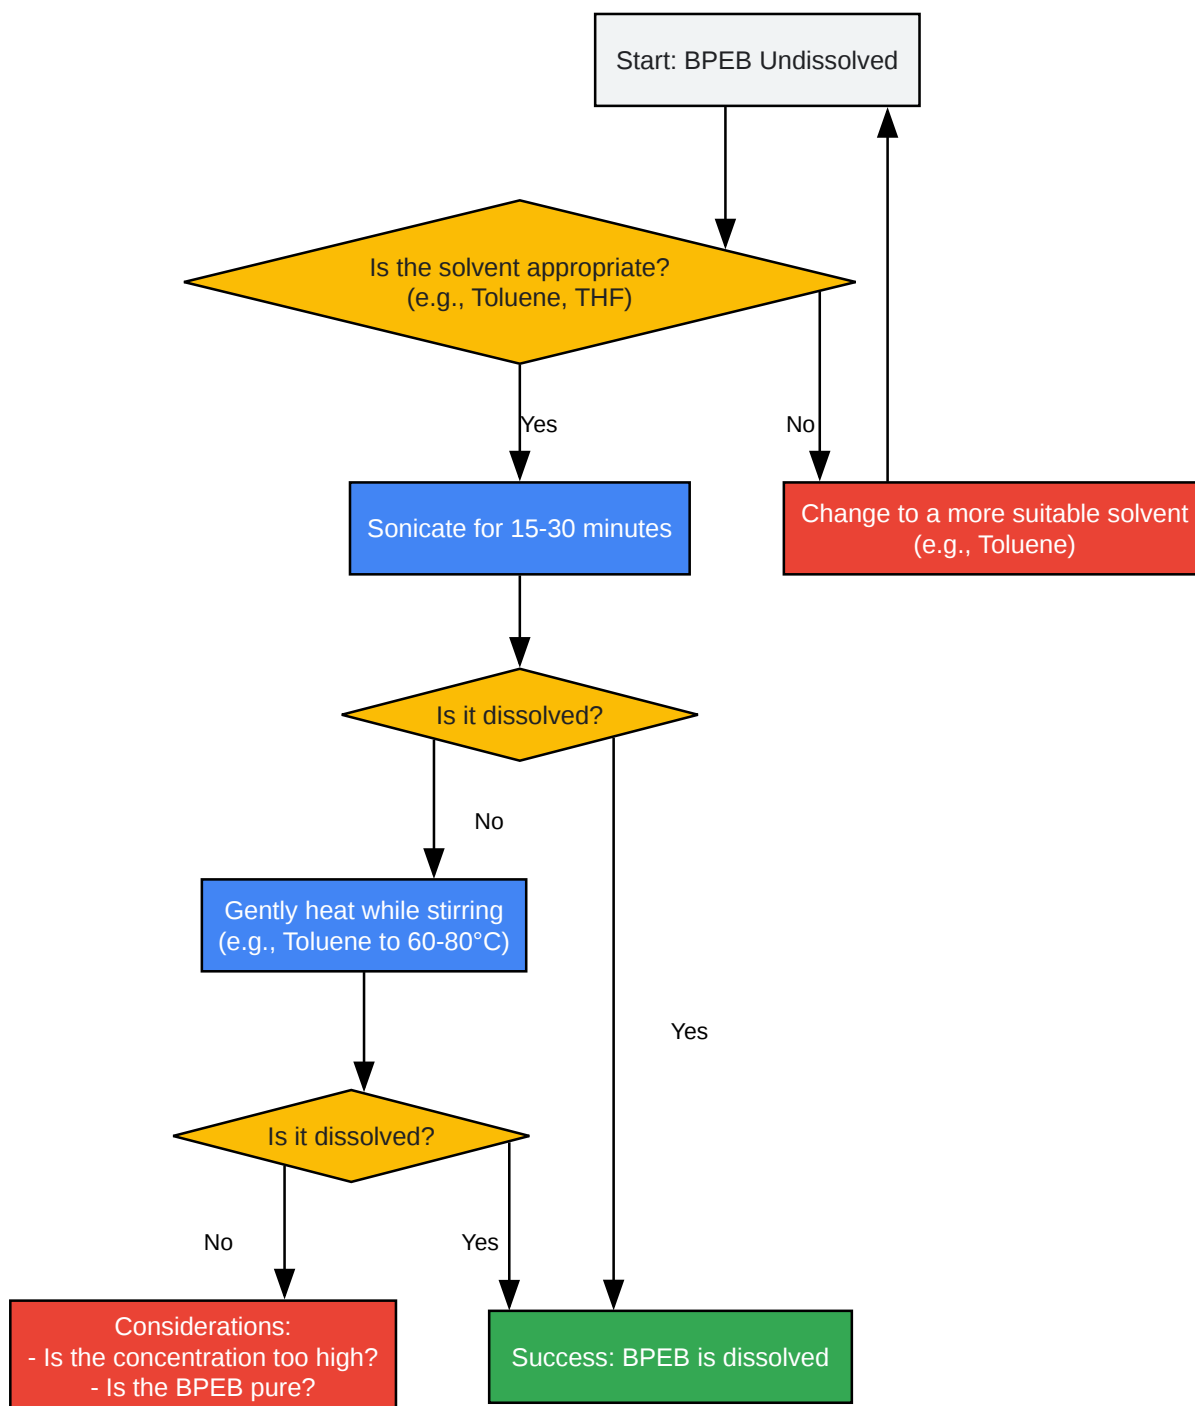 Start: BPEB Undissolved
Is the solvent appropriate?
(e.g., Toluene, THF)
Yes
No
Sonicate for 15-30 minutes
Change to a more suitable solvent
(e.g., Toluene)
Is it dissolved?
No
Gently heat while stirring
(e.g., Toluene to 60-80°C)
Yes
Is it dissolved?
No
Yes
Considerations:
- Is the concentration too high?
- Is the BPEB pure?
Success: BPEB is dissolved